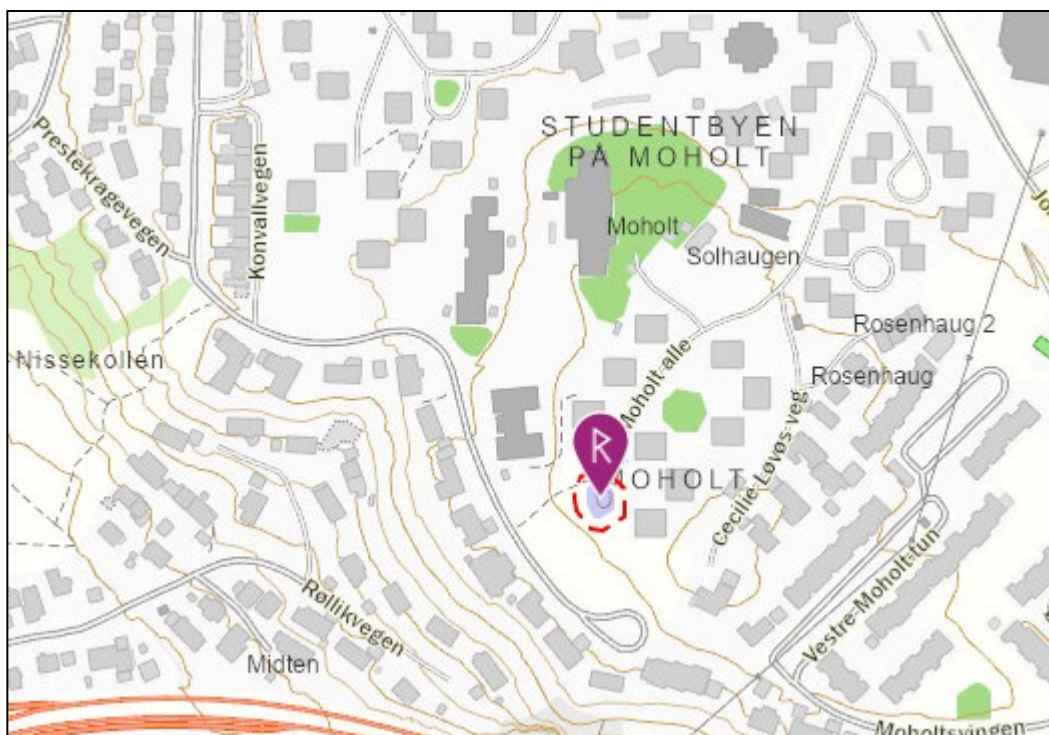 STUDENTBYEN
PÅ MOHOLT
Prestekragevegen
Konvallvegen
Moholt
Solhaugen
Nissekollen
Rosenhaug 2
Moholt alle
Rosenhaug
R
MOHOLT
Cecilie Løvos veg
Røllikvegen
Vestre Moholt-tun
Midten
Moholtsvingen